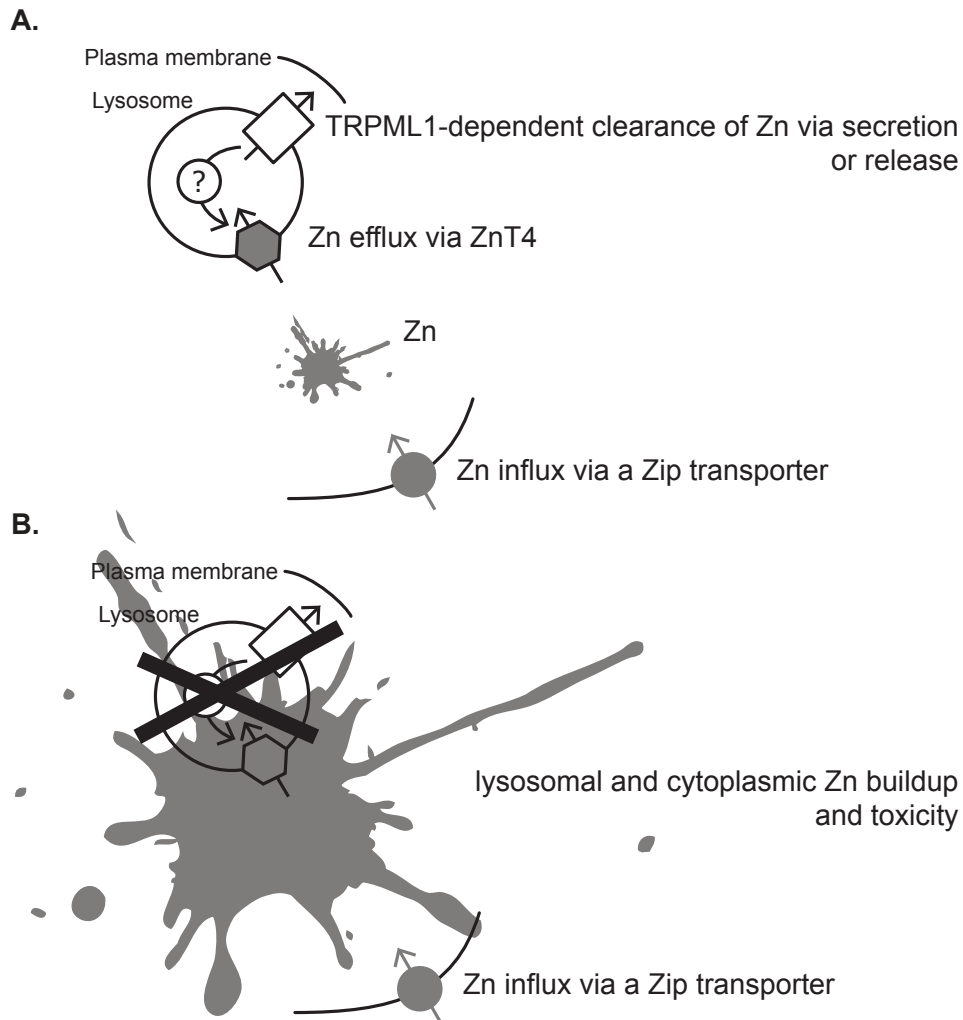 A.
Plasma membrane
Lysosome
TRPML1-dependent clearance of Zn via secretion
or release
?
Zn efflux via ZnT4
Zn
Zn influx via a Zip transporter
B.
Plasma membrane
Lysosome
lysosomal and cytoplasmic Zn buildup
and toxicity
Zn influx via a Zip transporter